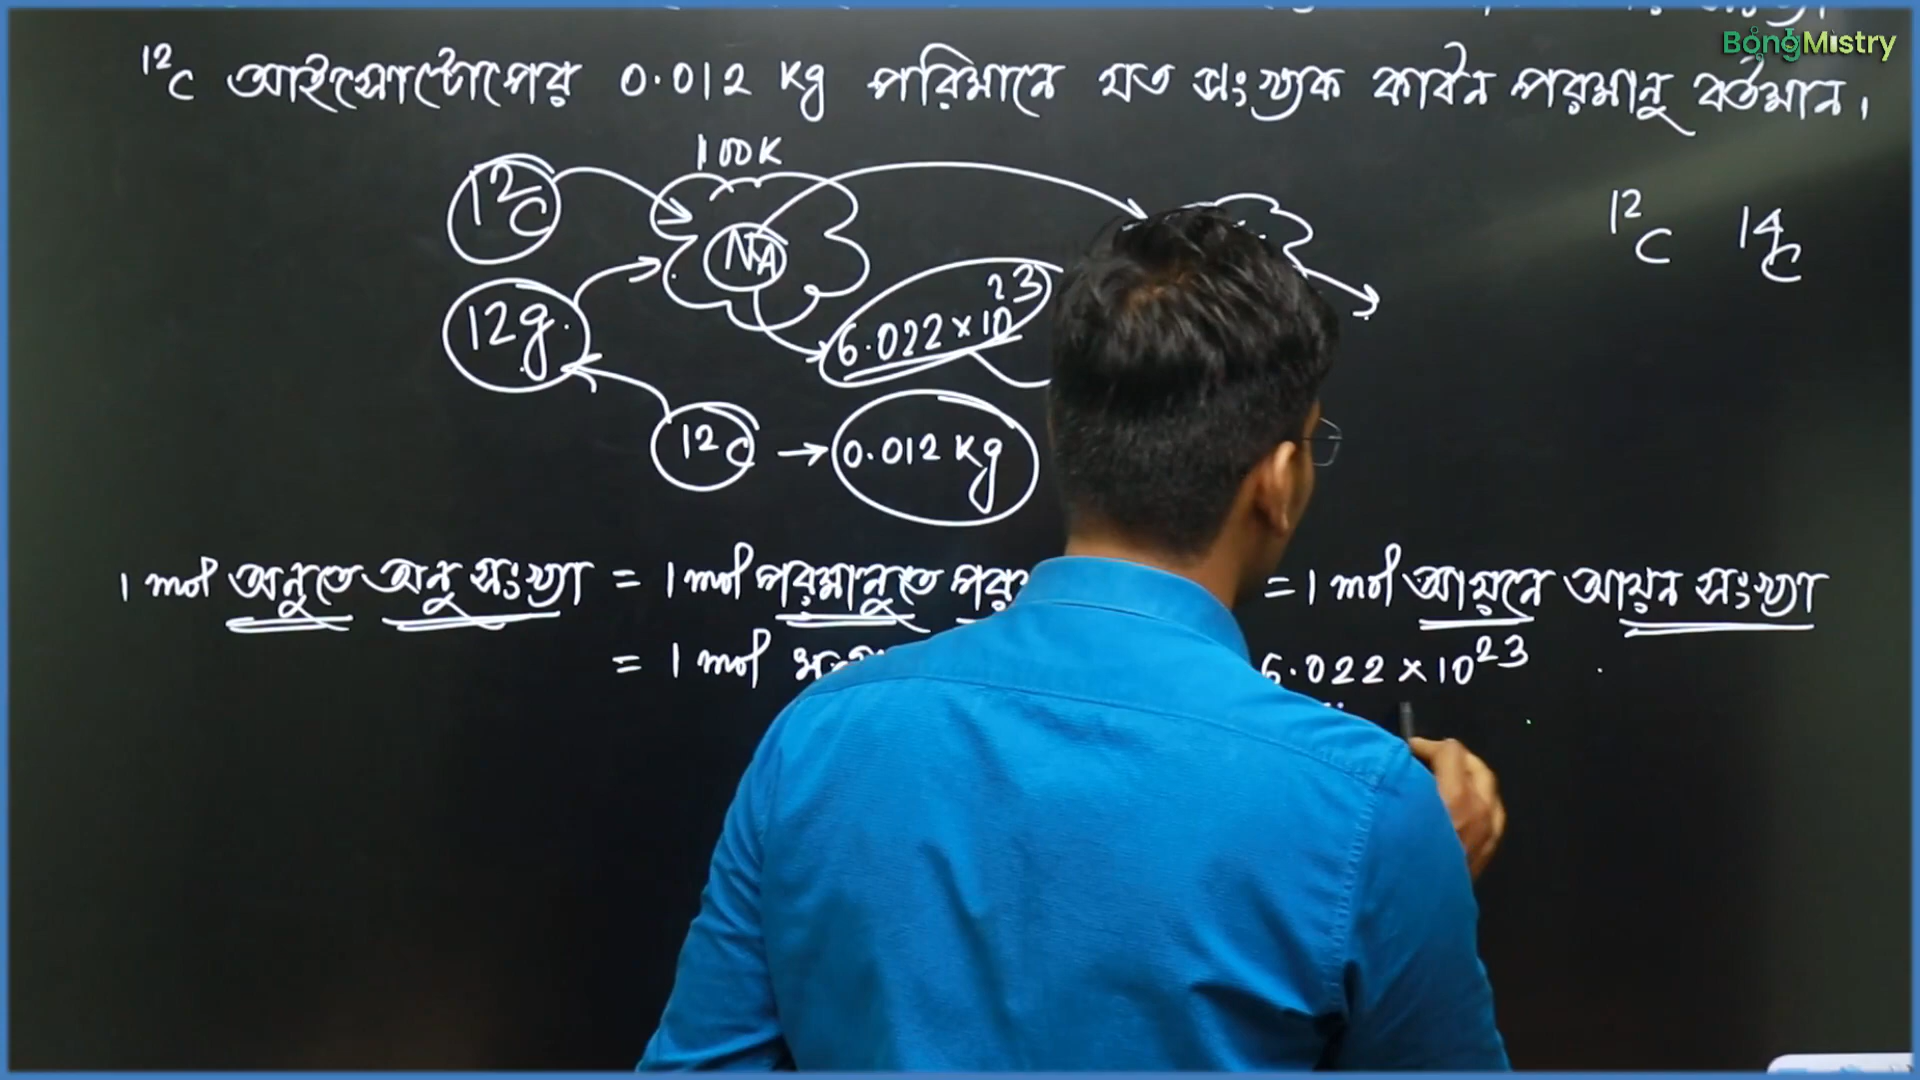 BongMistry
¹²C আইসোটোপের 0.012 Kg পরিমানে যত সংখ্যক কার্বন পরমানু বর্তমান।
100K
¹²C
NA
¹²C ¹⁴C
12g
6.022×10²³
¹²C → 0.012 Kg
1 mol অনুতে অনু সংখ্যা = 1 mol পরমানুতে = 1 mol আয়নে আয়ন সংখ্যা
= 1 mol 6.022×10²³